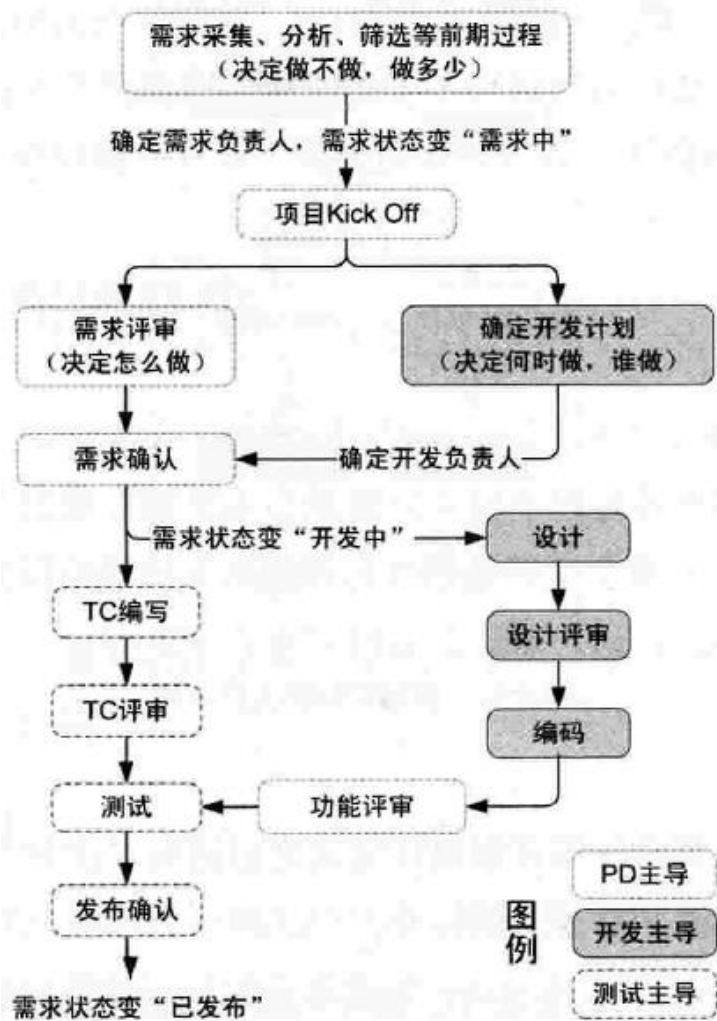 需求采集、分析、筛选等前期过程
（决定做不做，做多少）
确定需求负责人，需求状态变“需求中”
项目Kick Off
需求评审
（决定怎么做）
确定开发计划
（决定何时做，谁做）
需求确认
确定开发负责人
需求状态变“开发中”
设计
TC编写
设计评审
TC评审
编码
测试
功能评审
发布确认
需求状态变“已发布”
图例
PD主导
开发主导
测试主导